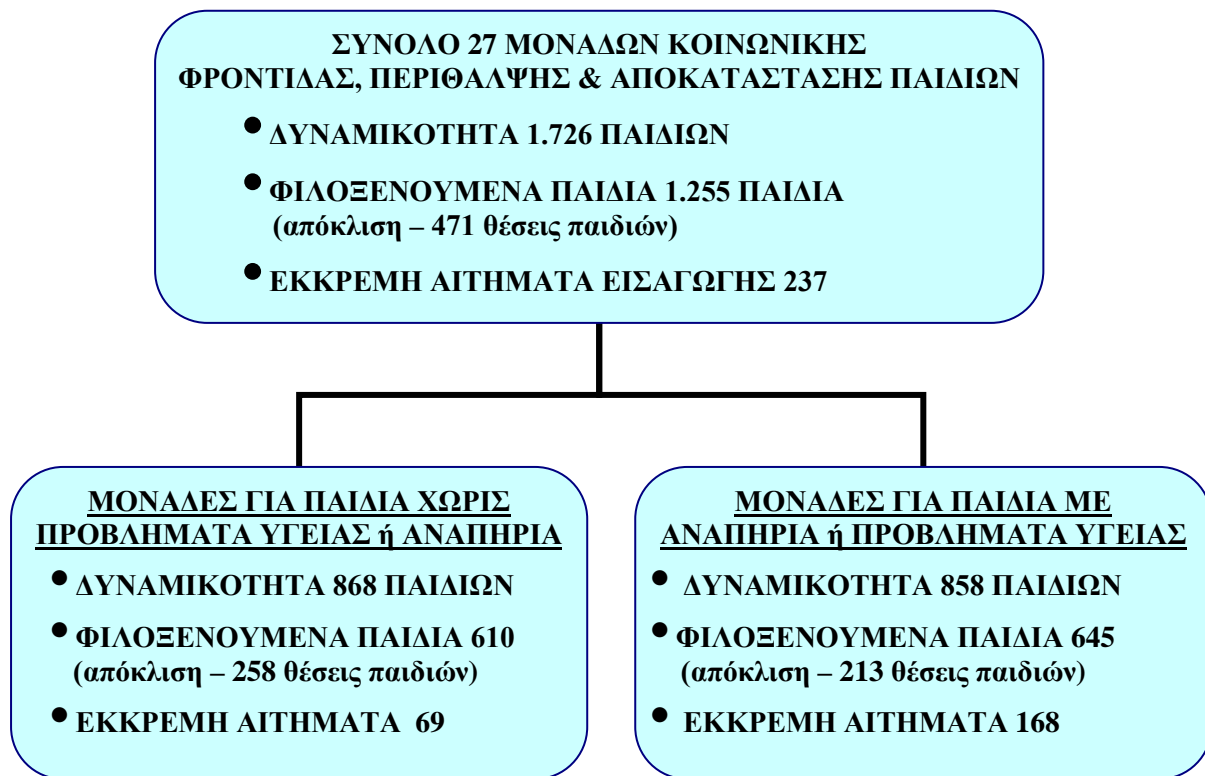 ΣΥΝΟΛΟ 27 ΜΟΝΑΔΩΝ ΚΟΙΝΩΝΙΚΗΣ
ΦΡΟΝΤΙΔΑΣ, ΠΕΡΙΘΑΛΨΗΣ & ΑΠΟΚΑΤΑΣΤΑΣΗΣ ΠΑΙΔΙΩΝ
• ΔΥΝΑΜΙΚΟΤΗΤΑ 1.726 ΠΑΙΔΙΩΝ
• ΦΙΛΟΞΕΝΟΥΜΕΝΑ ΠΑΙΔΙΑ 1.255 ΠΑΙΔΙΑ
(απόκλιση – 471 θέσεις παιδιών)
• ΕΚΚΡΕΜΗ ΑΙΤΗΜΑΤΑ ΕΙΣΑΓΩΓΗΣ 237
ΜΟΝΑΔΕΣ ΓΙΑ ΠΑΙΔΙΑ ΧΩΡΙΣ
ΠΡΟΒΛΗΜΑΤΑ ΥΓΕΙΑΣ ή ΑΝΑΠΗΡΙΑ
• ΔΥΝΑΜΙΚΟΤΗΤΑ 868 ΠΑΙΔΙΩΝ
• ΦΙΛΟΞΕΝΟΥΜΕΝΑ ΠΑΙΔΙΑ 610
(απόκλιση – 258 θέσεις παιδιών)
• ΕΚΚΡΕΜΗ ΑΙΤΗΜΑΤΑ 69
ΜΟΝΑΔΕΣ ΓΙΑ ΠΑΙΔΙΑ ΜΕ
ΑΝΑΠΗΡΙΑ ή ΠΡΟΒΛΗΜΑΤΑ ΥΓΕΙΑΣ
• ΔΥΝΑΜΙΚΟΤΗΤΑ 858 ΠΑΙΔΙΩΝ
• ΦΙΛΟΞΕΝΟΥΜΕΝΑ ΠΑΙΔΙΑ 645
(απόκλιση – 213 θέσεις παιδιών)
• ΕΚΚΡΕΜΗ ΑΙΤΗΜΑΤΑ 168